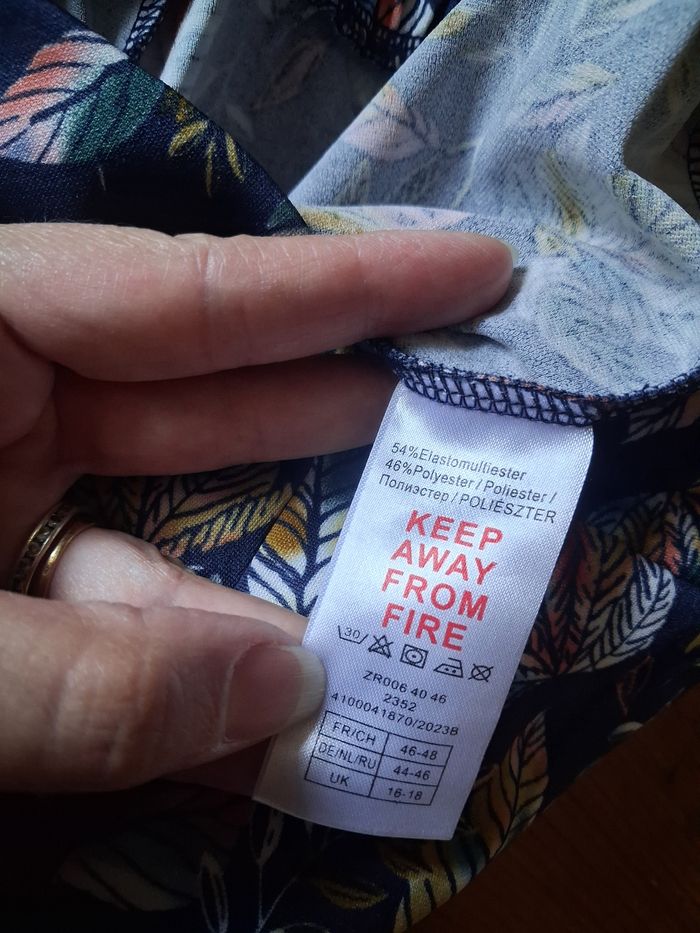 54%Elastomultiester
46%Polyester/Poliester/
Полиэстер/POLIÉSZTER
KEEP
AWAY
FROM
FIRE
30
ZR006 40 46
2352
4100041870/2023B
FR/CH 46-48
DE/NL/RU 44-46
UK 16-18